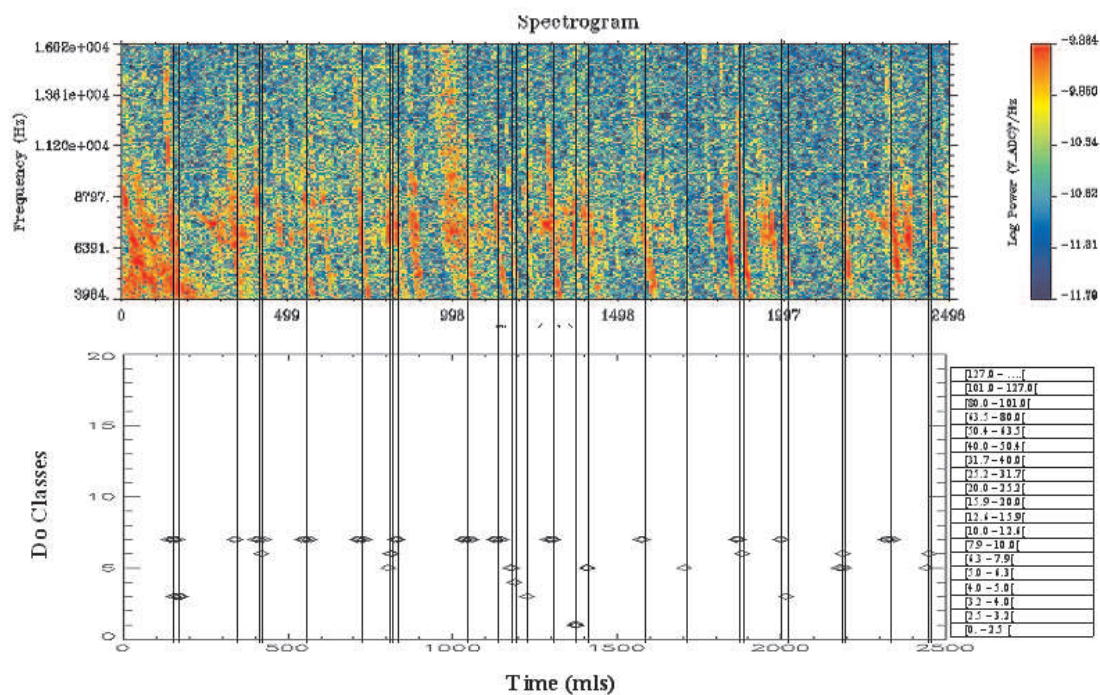 Spectrogram
1.602e+004
1.361e+004
1.120e+004
8797.
6391.
3984.
Frequency (Hz)
0 499 998 1498 1997 2496
-9.884
-9.860
-10.34
-10.82
-11.81
-11.79
20
15
10
5
0
Do Classes
0 500 1000 1500 2000 2500
Time (mls)
[127.0 - ....[
[101.0 - 127.0[
[80.0 - 101.0[
[63.5 - 80.0[
[50.4 - 63.5[
[40.0 - 50.4[
[31.7 - 40.0[
[25.2 - 31.7[
[20.0 - 25.2[
[15.9 - 20.0[
[12.6 - 15.9[
[10.0 - 12.6[
[7.9 - 10.0[
[6.3 - 7.9[
[5.0 - 6.3[
[4.0 - 5.0[
[3.2 - 4.0[
[2.5 - 3.2[
[0. - 2.5 [